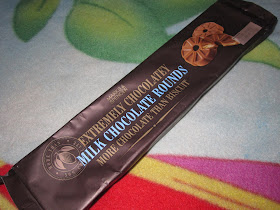 EXTREMELY CHOCOLATEY
MILK CHOCOLATE ROUNDS
MORE CHOCOLATE THAN BISCUIT